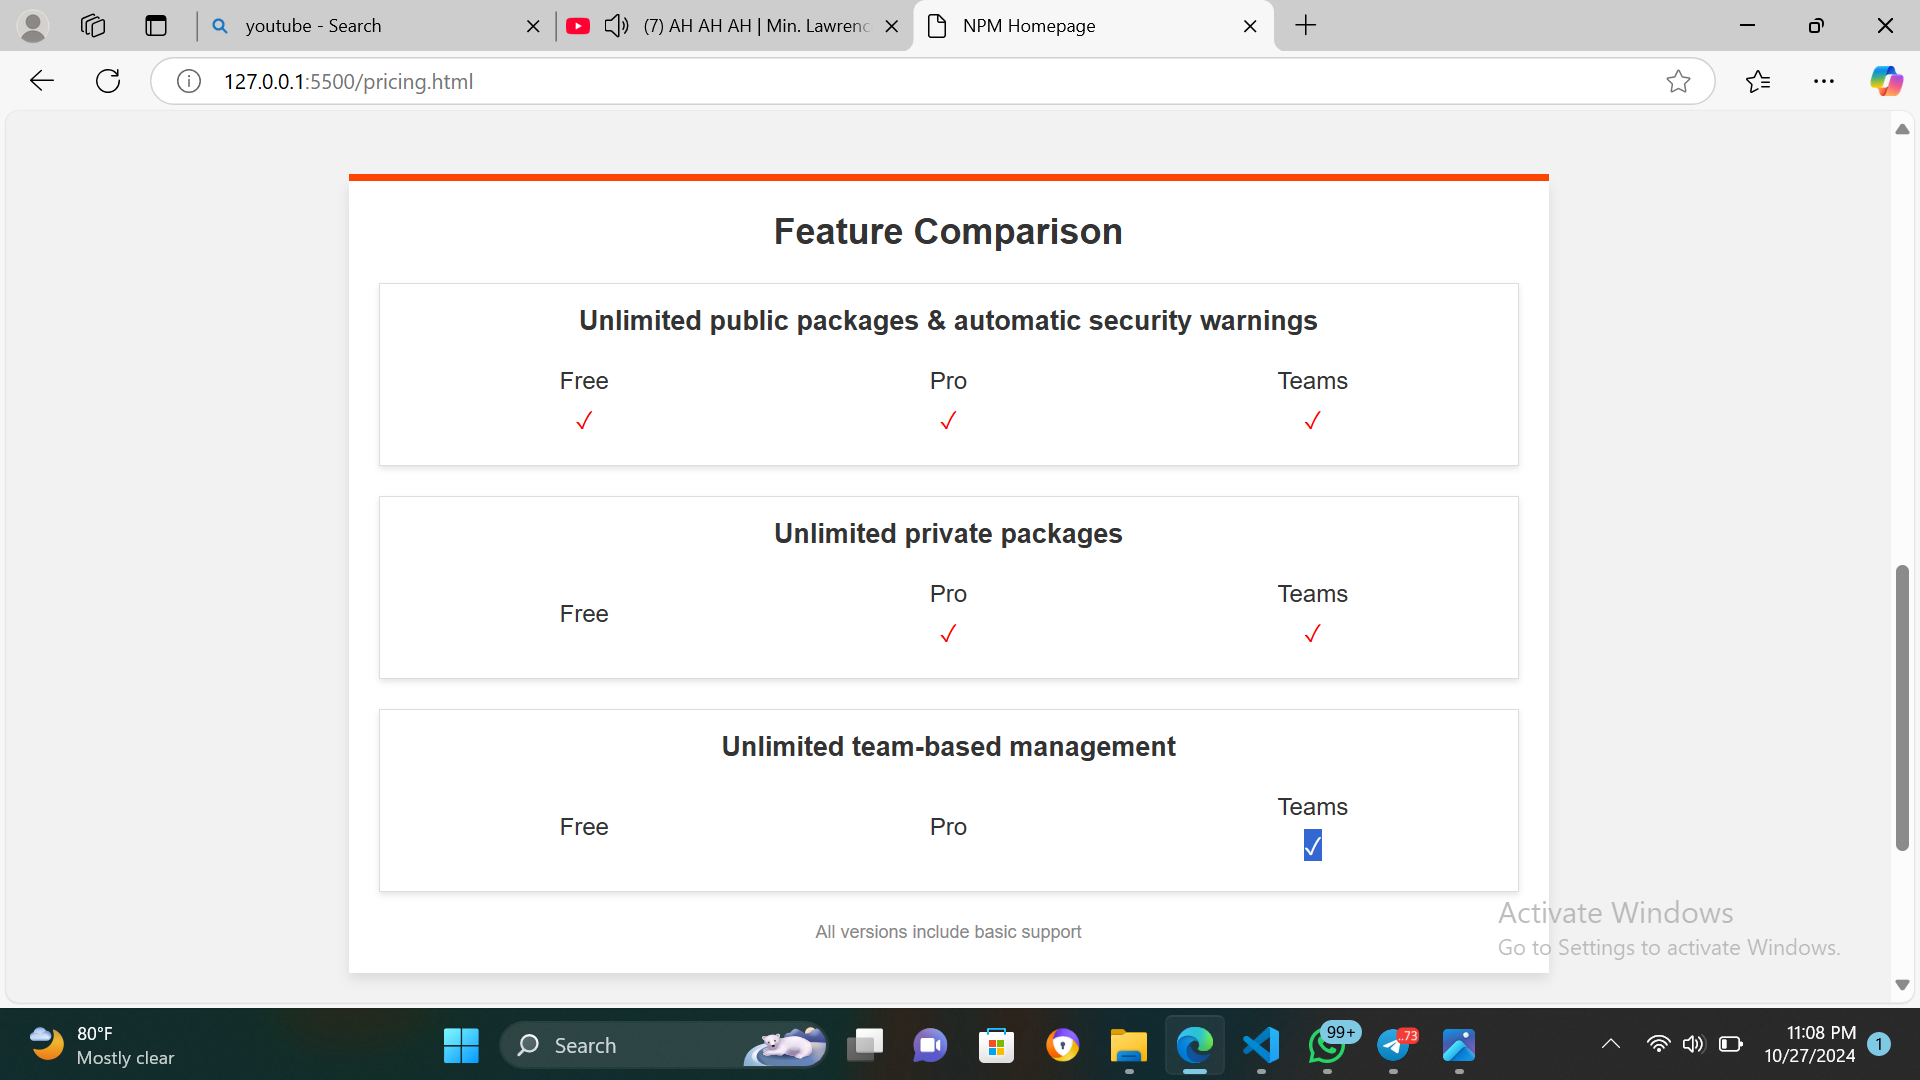 youtube - Search
(7) AH AH AH | Min. Lawrenc
NPM Homepage
127.0.0.1:5500/pricing.html
Feature Comparison
Unlimited public packages & automatic security warnings
Free Pro Teams
✓ ✓ ✓
Unlimited private packages
Free Pro Teams
✓ ✓
Unlimited team-based management
Free Pro Teams
✓
All versions include basic support
Activate Windows
Go to Settings to activate Windows.
80°F
Mostly clear
Search
99+
..73
11:08 PM
10/27/2024
1